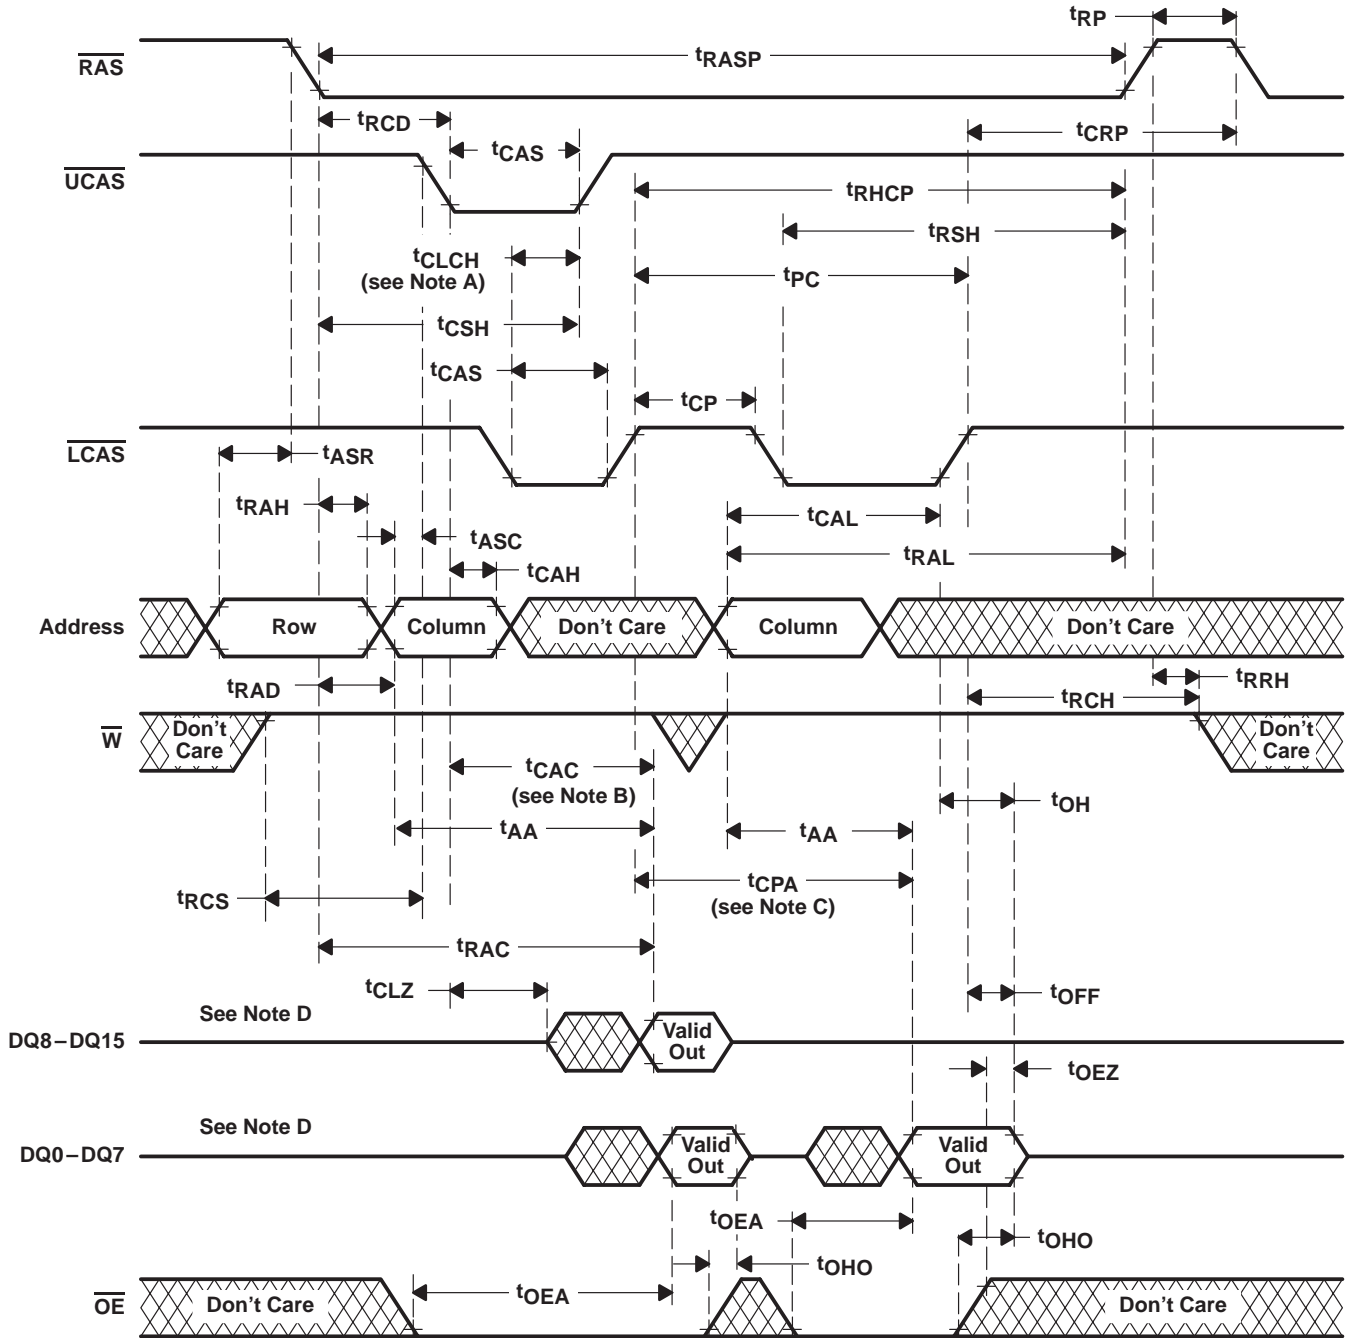 tRP
RAS
tRASP
tRCD
tCRP
tCAS
UCAS
tRHCP
tRSH
tCLCH
(see Note A)
tPC
tCSH
tCAS
tCP
LCAS
tASR
tRAH
tCAL
tASC
tRAL
tCAH
Address
Row
Column
Don't Care
Column
Don't Care
tRAD
tRRH
tRCH
W
Don't
Care
Don't
Care
tCAC
(see Note B)
tOH
tAA
tAA
tCPA
(see Note C)
tRCS
tRAC
tCLZ
tOFF
See Note D
DQ8–DQ15
Valid
Out
tOEZ
See Note D
DQ0–DQ7
Valid
Out
Valid
Out
tOEA
tOHO
tOHO
tOEA
OE
Don't Care
Don't Care